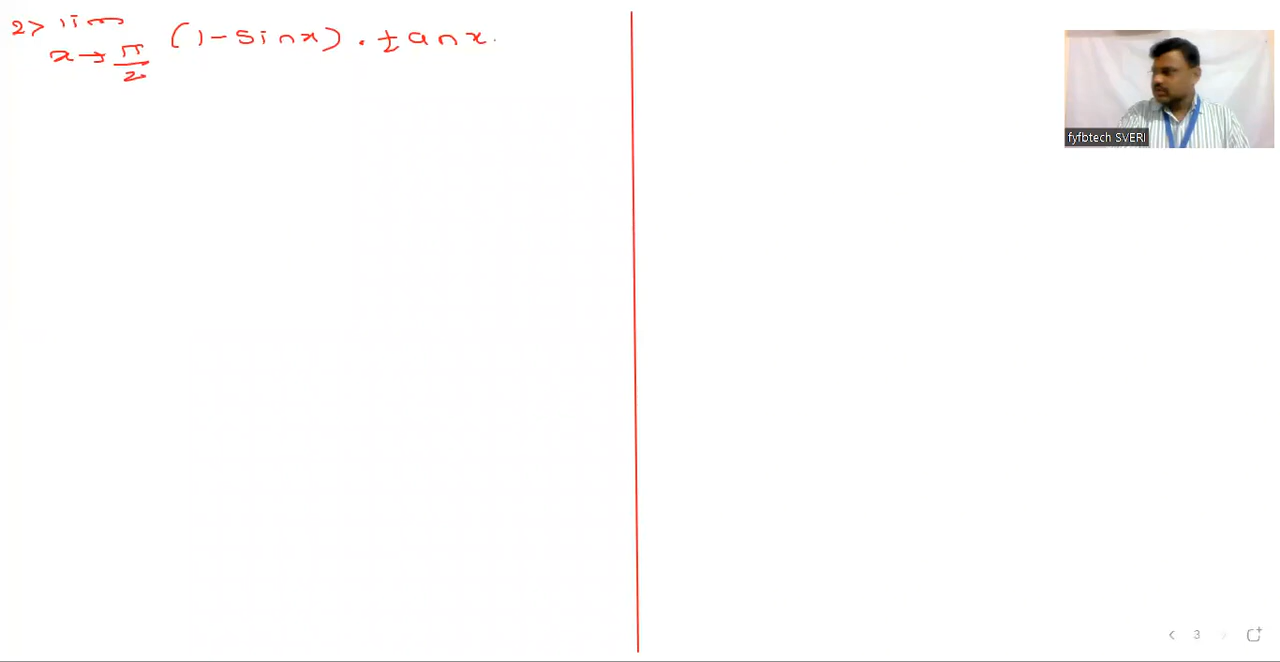 2> lim (1-sinx) . tanx.
x→π/2
fyfbtech SVERI
3